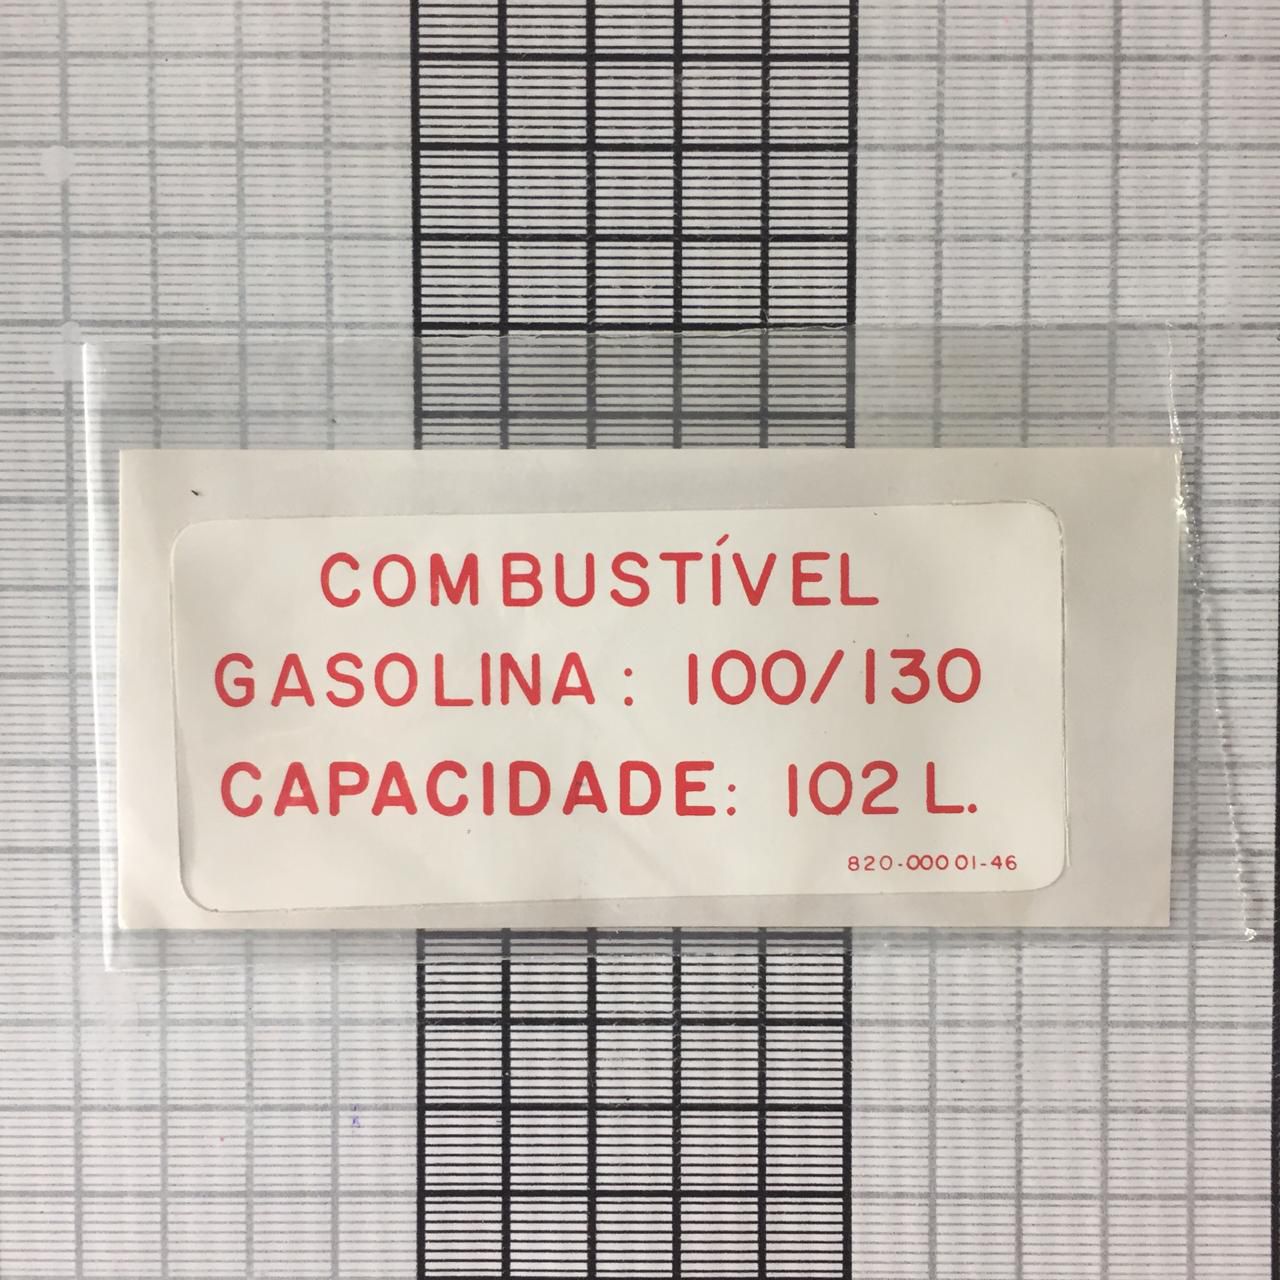 COMBUSTÍVEL
GASOLINA: 100/130
CAPACIDADE: 102 L.
820-00001-46